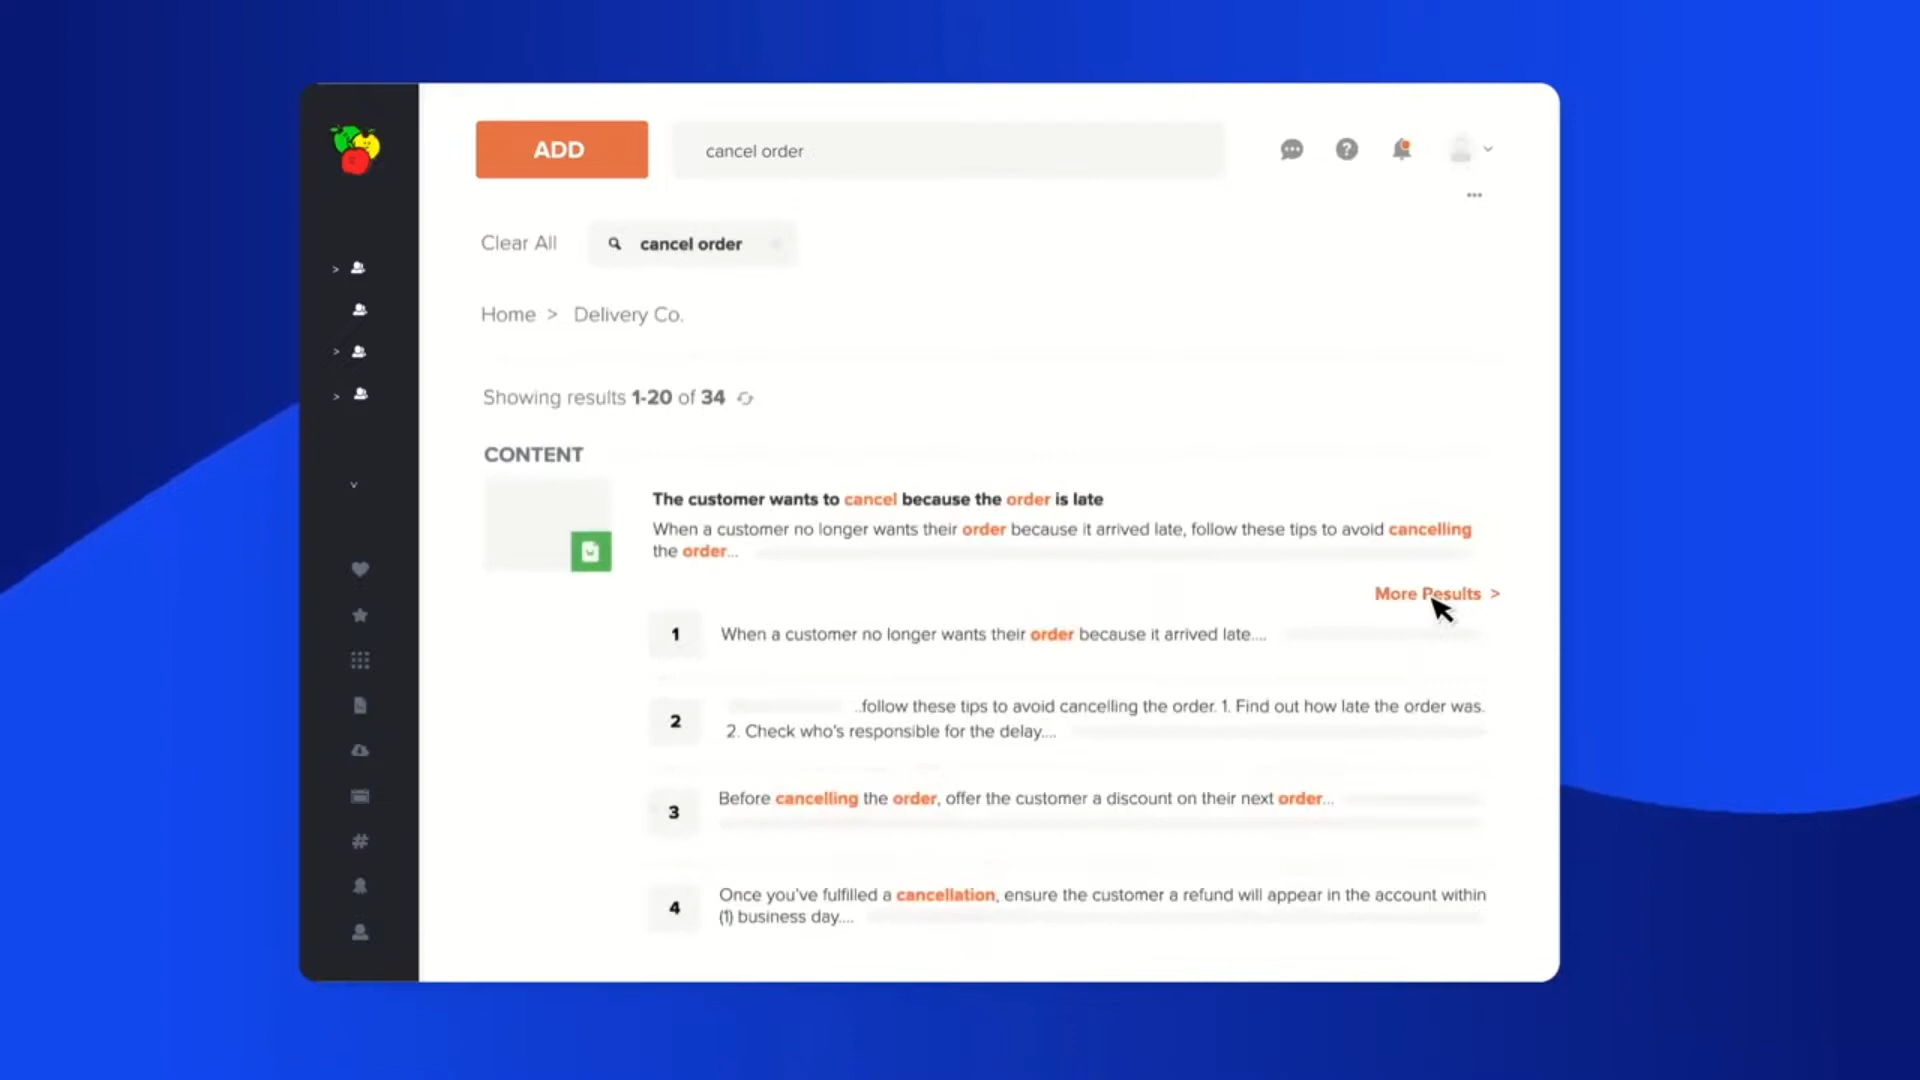 ADD
cancel order
Clear All
cancel order
Home > Delivery Co.
Showing results 1-20 of 34
CONTENT
The customer wants to cancel because the order is late
When a customer no longer wants their order because it arrived late, follow these tips to avoid cancelling
the order...
More Results >
1
When a customer no longer wants their order because it arrived late....
2
..follow these tips to avoid cancelling the order. 1. Find out how late the order was.
2. Check who's responsible for the delay....
3
Before cancelling the order, offer the customer a discount on their next order...
4
Once you've fulfilled a cancellation, ensure the customer a refund will appear in the account within
(1) business day....